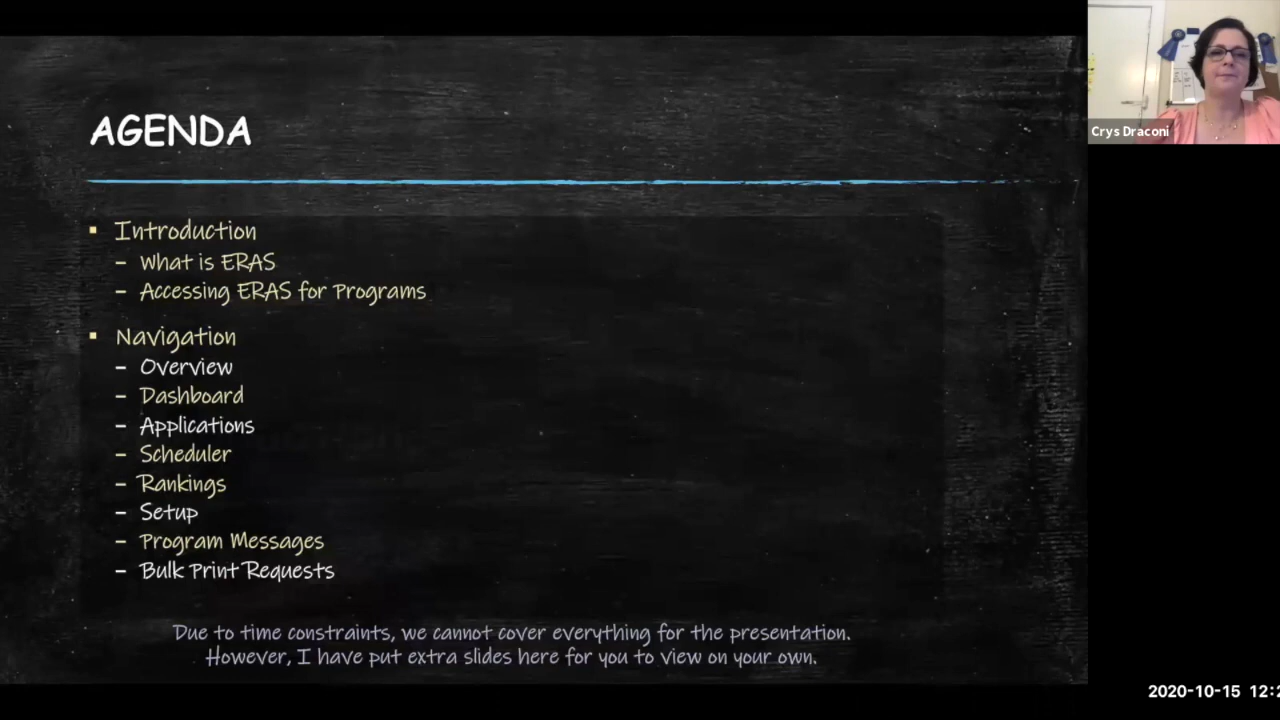 AGENDA
▪ Introduction
– What is ERAS
– Accessing ERAS for Programs
▪ Navigation
– Overview
– Dashboard
– Applications
– Scheduler
– Rankings
– Setup
– Program Messages
– Bulk Print Requests
Due to time constraints, we cannot cover everything for the presentation.
However, I have put extra slides here for you to view on your own.
Crys Draconi
2020-10-15 12:2